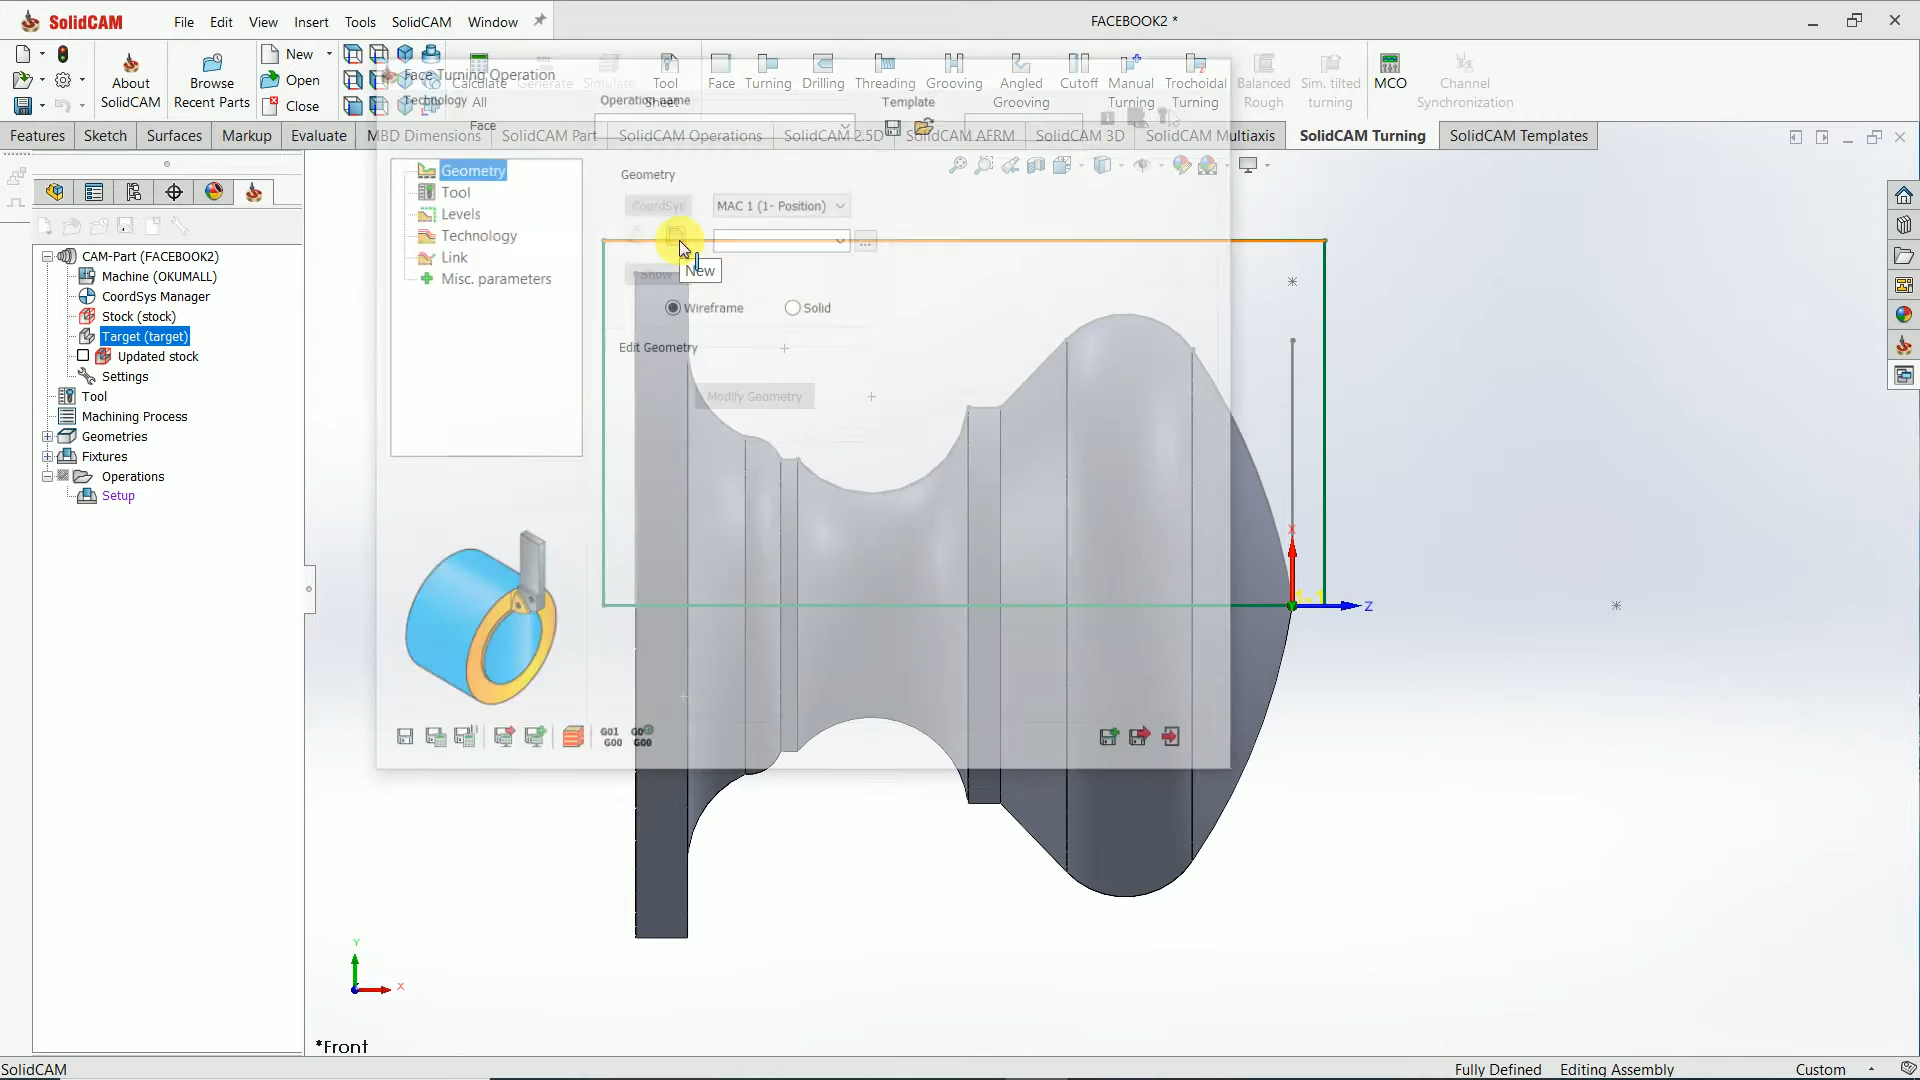 SolidCAM
File Edit View Insert Tools SolidCAM Window
FACEBOOK2 *
About
SolidCAM
Browse
Recent Parts
New
Open
Close
Calculate
All
Generate
Simulate
Tool
Sheet
Face
Turning
Drilling
Threading
Grooving
Angled
Grooving
Cutoff
Manual
Turning
Trochoidal
Turning
Balanced
Rough
Sim. tilted
turning
MCO
Channel
Synchronization
Features
Sketch
Surfaces
Markup
Evaluate
MBD Dimensions
SolidCAM Part
SolidCAM Operations
SolidCAM 2.5D
SolidCAM AFRM
SolidCAM 3D
SolidCAM Multiaxis
SolidCAM Turning
SolidCAM Templates
Face Turning Operation
Technology
Face
Operation name
Template
Geometry
Tool
Levels
Technology
Link
Misc. parameters
Geometry
CoordSys
MAC 1 (1- Position)
...
Show
New
Wireframe
Solid
Edit Geometry
Modify Geometry
G01
G00
G00
CAM-Part (FACEBOOK2)
Machine (OKUMALL)
CoordSys Manager
Stock (stock)
Target (target)
Updated stock
Settings
Tool
Machining Process
Geometries
Fixtures
Operations
Setup
X
Z
Y
X
*Front
SolidCAM
Fully Defined
Editing Assembly
Custom